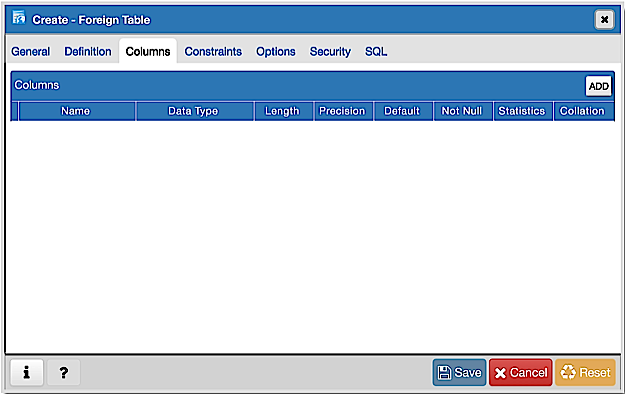 Create - Foreign Table
General Definition Columns Constraints Options Security SQL
Columns ADD
Name Data Type Length Precision Default Not Null Statistics Collation
i ? Save Cancel Reset